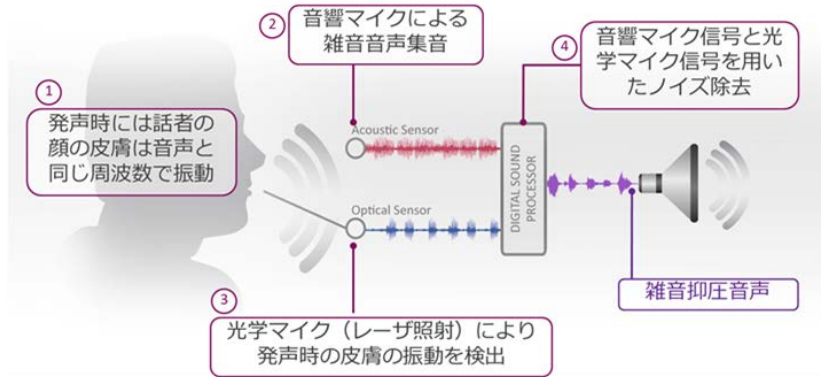 ①
発声時には話者の
顔の皮膚は音声と
同じ周波数で振動
②
音響マイクによる
雑音音声集音
Acoustic Sensor
Optical Sensor
③
光学マイク（レーザ照射）により
発声時の皮膚の振動を検出
④
音響マイク信号と光
学マイク信号を用い
たノイズ除去
DIGITAL SOUND
PROCESSOR
雑音抑圧音声